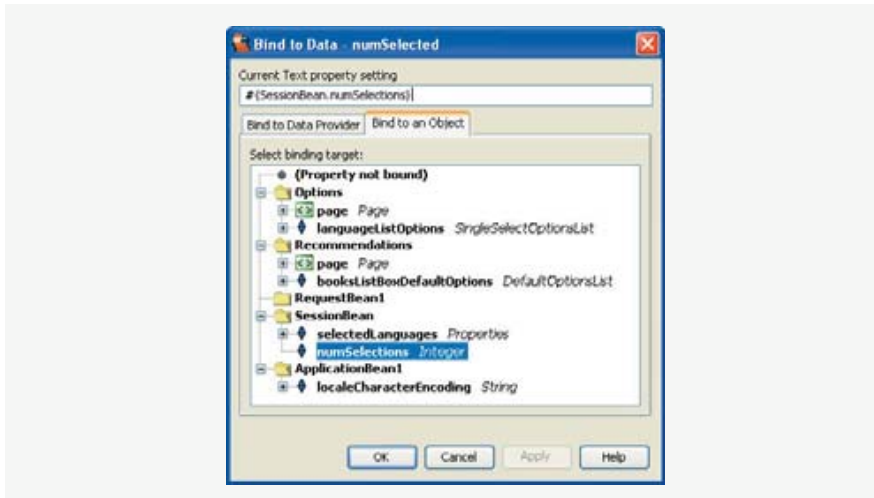 Bind to Data - numSelected
Current Text property setting
#{SessionBean.numSelections}
Bind to Data Provider Bind to an Object
Select binding target:
(Property not bound)
Options
page Page
languageListOptions SingleSelectOptionsList
Recommendations
page Page
booksListBoxDefaultOptions DefaultOptionsList
RequestBean1
SessionBean
selectedLanguages Properties
numSelections Integer
ApplicationBean1
localeCharacterEncoding String
OK Cancel Apply Help